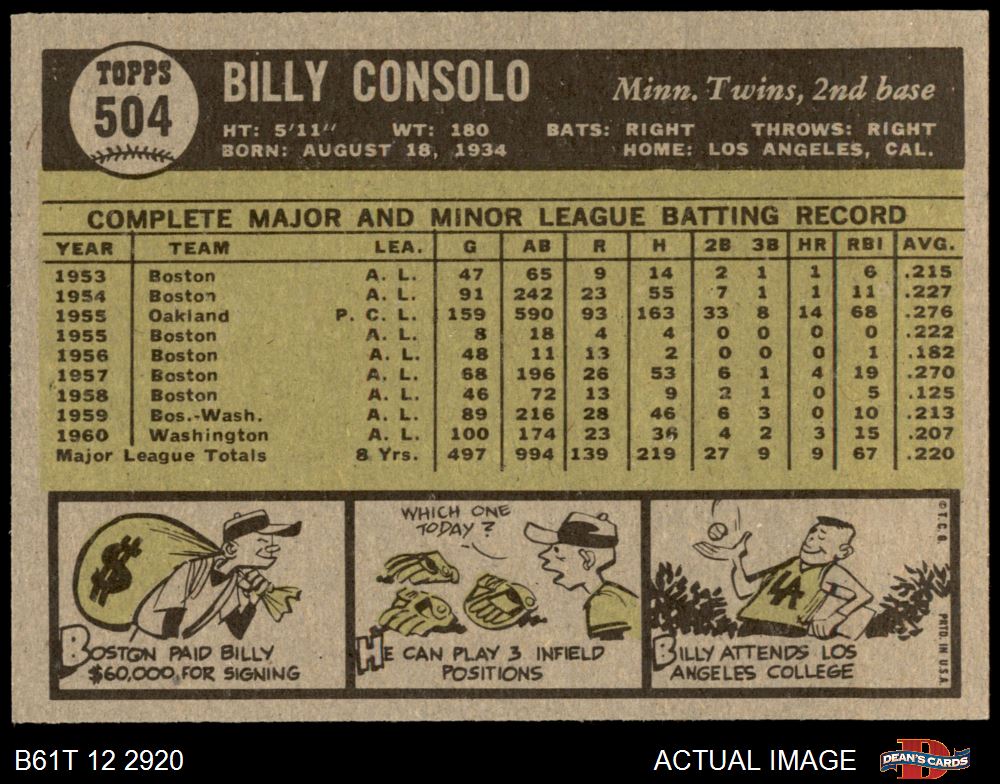 TOPPS
504
BILLY CONSOLO
Minn. Twins, 2nd base
HT: 5'11" WT: 180 BATS: RIGHT THROWS: RIGHT
BORN: AUGUST 18, 1934 HOME: LOS ANGELES, CAL.
COMPLETE MAJOR AND MINOR LEAGUE BATTING RECORD
YEAR TEAM LEA. G AB R H 2B 3B HR RBI AVG.
1953 Boston A. L. 47 65 9 14 2 1 1 6 .215
1954 Boston A. L. 91 242 23 55 7 1 1 11 .227
1955 Oakland P. C. L. 159 590 93 163 33 8 14 68 .276
1955 Boston A. L. 8 18 4 4 0 0 0 0 .222
1956 Boston A. L. 48 11 13 2 0 0 0 1 .182
1957 Boston A. L. 68 196 26 53 6 1 4 19 .270
1958 Boston A. L. 46 72 13 9 2 1 0 5 .125
1959 Bos.-Wash. A. L. 89 216 28 46 6 3 0 10 .213
1960 Washington A. L. 100 174 23 36 4 2 3 15 .207
Major League Totals 8 Yrs. 497 994 139 219 27 9 9 67 .220
$
BOSTON PAID BILLY
$60,000 FOR SIGNING
WHICH ONE
TODAY?
HE CAN PLAY 3 INFIELD
POSITIONS
LA
BILLY ATTENDS LOS
ANGELES COLLEGE
© T. C. G. PRTD. IN U.S.A.
B61T 12 2920
ACTUAL IMAGE
D
DEAN'S CARDS